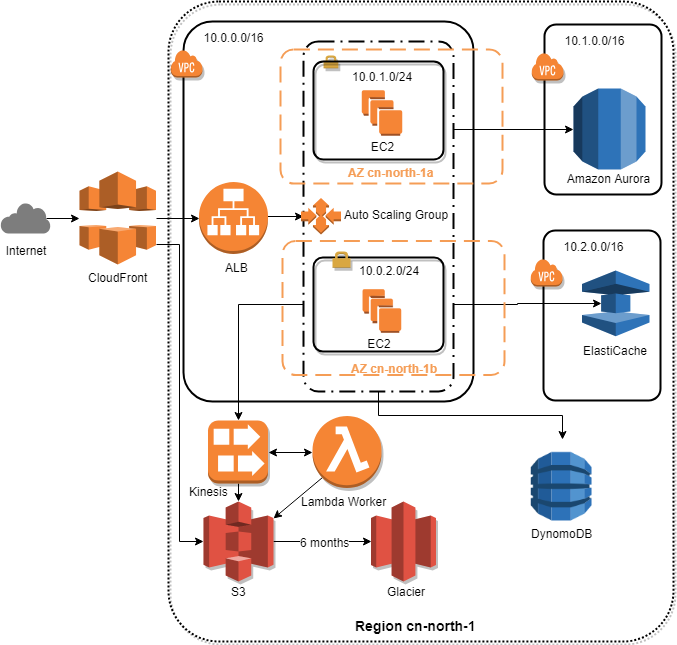 10.0.0.0/16
VPC
10.0.1.0/24
EC2
AZ cn-north-1a
10.1.0.0/16
VPC
Amazon Aurora
Internet
CloudFront
ALB
Auto Scaling Group
10.0.2.0/24
EC2
AZ cn-north-1b
10.2.0.0/16
VPC
ElastiCache
Kinesis
Lambda Worker
DynomoDB
6 months
S3
Glacier
Region cn-north-1